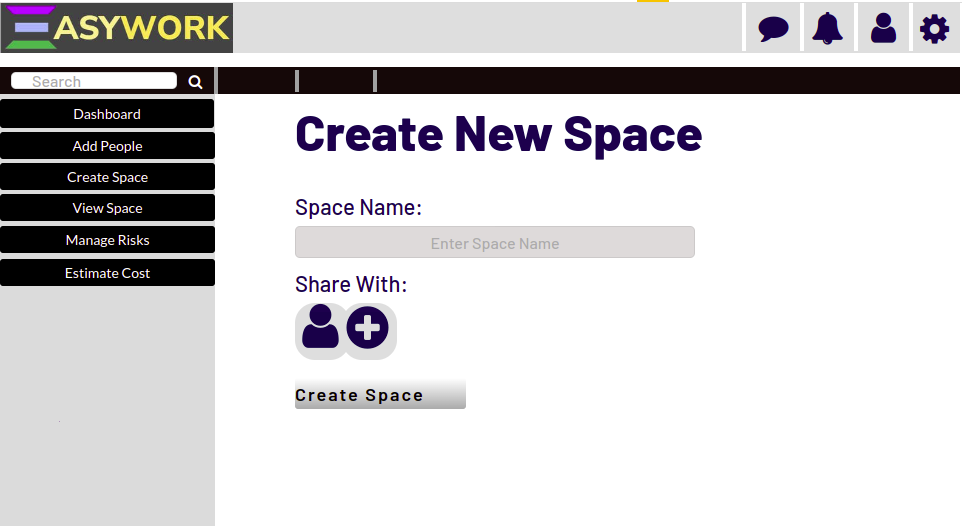 EASYWORK
Search
Dashboard
Add People
Create Space
View Space
Manage Risks
Estimate Cost
Create New Space
Space Name:
Enter Space Name
Share With:
Create Space